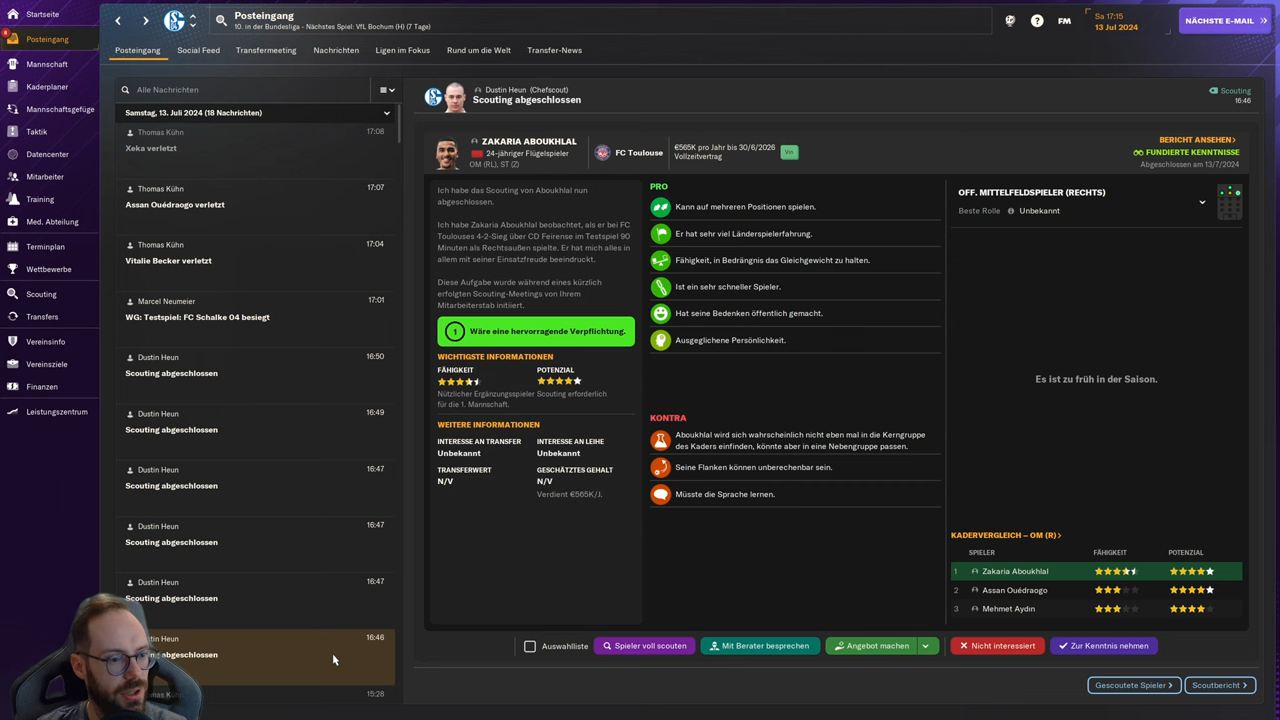 Startseite
8
Posteingang
Mannschaft
Kaderplaner
Mannschaftsgefüge
Taktik
Datencenter
Mitarbeiter
Training
Med. Abteilung
Terminplan
Wettbewerbe
Scouting
Transfers
Vereinsinfo
Vereinsziele
Finanzen
Leistungszentrum
Posteingang
10. in der Bundesliga - Nächstes Spiel: VfL Bochum (H) (7 Tage)
FM
Sa 17:15
13 Jul 2024
NÄCHSTE E-MAIL
Posteingang Social Feed Transfermeeting Nachrichten Ligen im Fokus Rund um die Welt Transfer-News
Alle Nachrichten
Samstag, 13. Juli 2024 (18 Nachrichten)
Thomas Kühn 17:08
Xeka verletzt
Thomas Kühn 17:07
Assan Ouédraogo verletzt
Thomas Kühn 17:04
Vitalie Becker verletzt
Marcel Neumeier 17:01
WG: Testspiel: FC Schalke 04 besiegt
Dustin Heun 16:50
Scouting abgeschlossen
Dustin Heun 16:49
Scouting abgeschlossen
Dustin Heun 16:47
Scouting abgeschlossen
Dustin Heun 16:47
Scouting abgeschlossen
Dustin Heun 16:47
Scouting abgeschlossen
Heun 16:46
abgeschlossen
Thomas Kühn 15:28
Dustin Heun (Chefscout)
Scouting abgeschlossen
Scouting
16:46
ZAKARIA ABOUKHLAL
24-jähriger Flügelspieler
OM (RL), ST (Z)
FC Toulouse
€565K pro Jahr bis 30/6/2026
Vollzeitvertrag
Vin
BERICHT ANSEHEN>
FUNDIERTE KENNTNISSE
Abgeschlossen am 13/7/2024
Ich habe das Scouting von Aboukhlal nun
abgeschlossen.
Ich habe Zakaria Aboukhlal beobachtet, als er bei FC
Toulouses 4-2-Sieg über CD Feirense im Testspiel 90
Minuten als Rechtsaußen spielte. Er hat mich alles in
allem mit seiner Einsatzfreude beeindruckt.
Diese Aufgabe wurde während eines kürzlich
erfolgten Scouting-Meetings von Ihrem
Mitarbeiterstab initiiert.
1 Wäre eine hervorragende Verpflichtung.
WICHTIGSTE INFORMATIONEN
FÄHIGKEIT POTENZIAL
Nützlicher Ergänzungsspieler Scouting erforderlich
für die 1. Mannschaft.
WEITERE INFORMATIONEN
INTERESSE AN TRANSFER INTERESSE AN LEIHE
Unbekannt Unbekannt
TRANSFERWERT GESCHÄTZTES GEHALT
N/V N/V
Verdient €565K/J.
PRO
Kann auf mehreren Positionen spielen.
Er hat sehr viel Länderspielerfahrung.
Fähigkeit, in Bedrängnis das Gleichgewicht zu halten.
Ist ein sehr schneller Spieler.
Hat seine Bedenken öffentlich gemacht.
Ausgeglichene Persönlichkeit.
KONTRA
Aboukhlal wird sich wahrscheinlich nicht eben mal in die Kerngruppe
des Kaders einfinden, könnte aber in eine Nebengruppe passen.
Seine Flanken können unberechenbar sein.
Müsste die Sprache lernen.
OFF. MITTELFELDSPIELER (RECHTS)
Beste Rolle Unbekannt
Es ist zu früh in der Saison.
KADERVERGLEICH – OM (R)>
SPIELER FÄHIGKEIT POTENZIAL
1 Zakaria Aboukhlal
2 Assan Ouédraogo
3 Mehmet Aydın
Auswahlliste
Spieler voll scouten
Mit Berater besprechen
Angebot machen
Nicht interessiert
Zur Kenntnis nehmen
Gescoutete Spieler >
Scoutbericht >